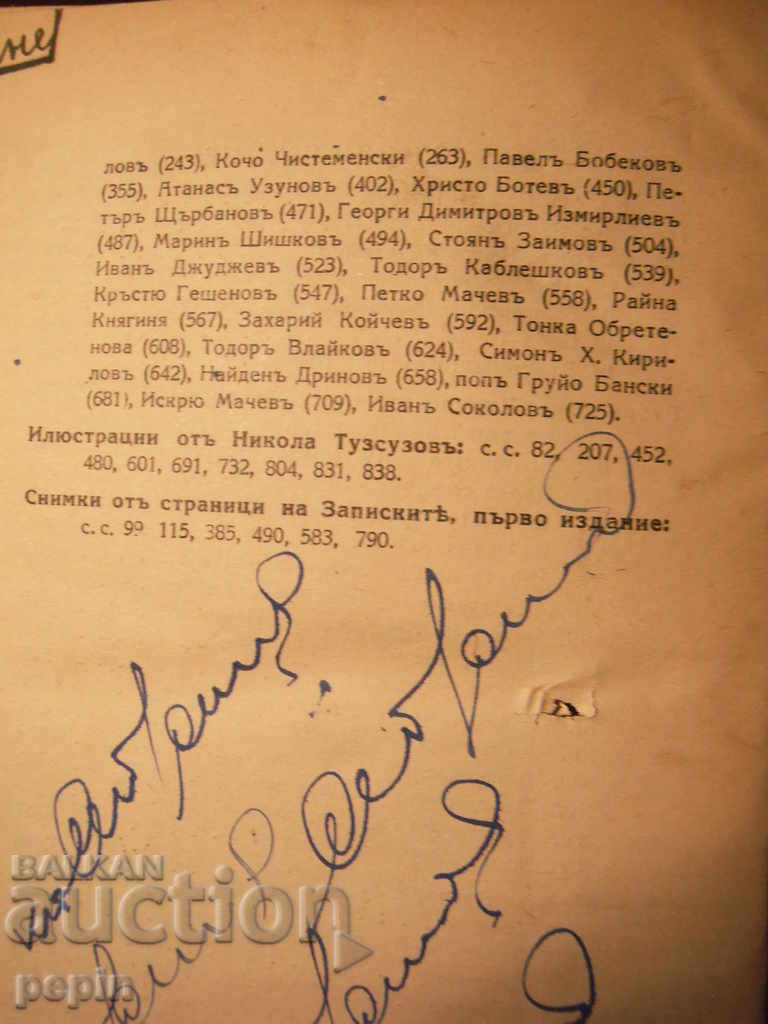 не
ловъ (243), Кочо Чистеменски (263), Павелъ Бобековъ
(355), Атанасъ Узуновъ (402), Христо Ботевъ (450), Пе-
търъ Щърбановъ (471), Георги Димитровъ Измирлиевъ
(487), Маринъ Шишковъ (494), Стоянъ Заимовъ (504),
Иванъ Джуджевъ (523), Тодоръ Каблешковъ (539),
Кръстю Гешеновъ (547), Петко Мачевъ (558), Райна
Княгиня (567), Захарий Койчевъ (592), Тонка Обрете-
нова (608), Тодоръ Влайковъ (624), Симонъ Х. Кири-
ловъ (642), Найденъ Дриновъ (658), попъ Груйо Бански
(681), Искрю Мачевъ (709), Иванъ Соколовъ (725).
Илюстрации отъ Никола Тузсузовъ: с. с. 82, 207, 452,
480, 601, 691, 732, 804, 831, 838.
Снимки отъ страници на Запискитѣ, първо издание:
с. с. 99 115, 385, 490, 583, 790.
BALKAN
auction
pepin